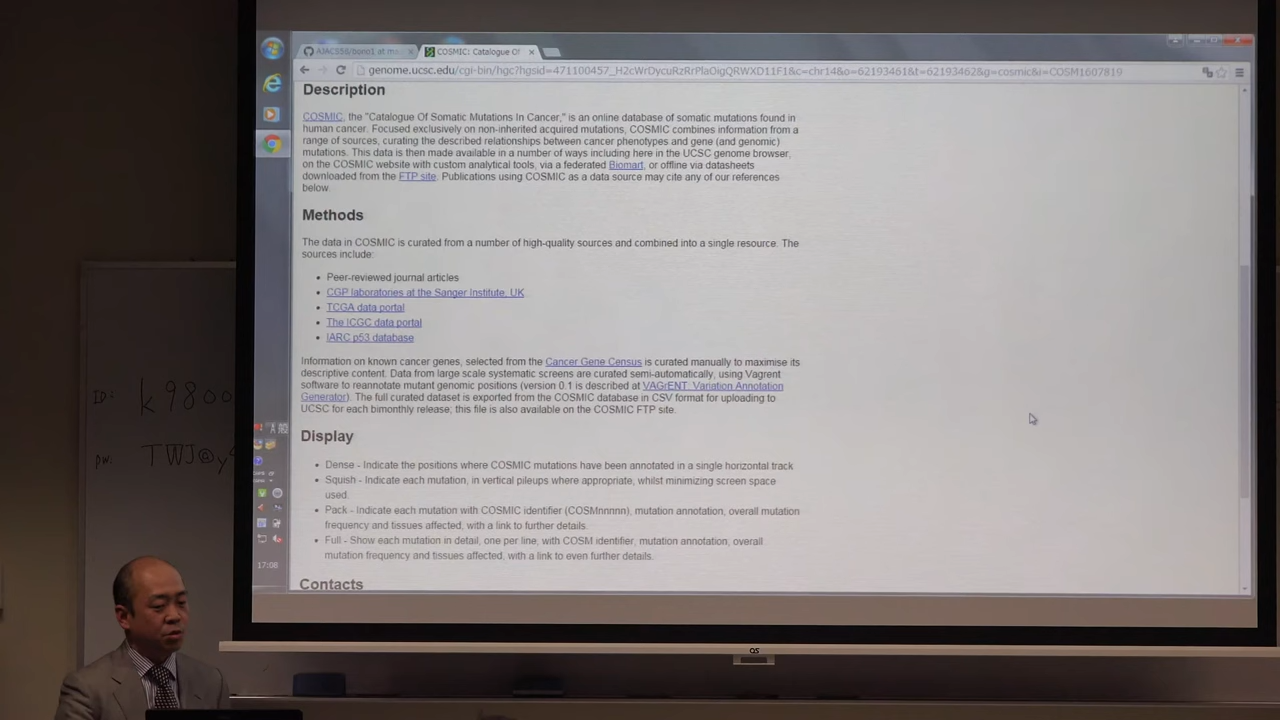 AJACS59/bono1 at ma
COSMIC: Catalogue Of
genome.ucsc.edu/cgi-bin/hgc?hgsid=471100457_H2cWrDycuRzRrPlaOigQRWXD11F1&c=chr14&o=62193461&t=62193462&g=cosmic&i=COSM1607819
Description
COSMIC, the "Catalogue Of Somatic Mutations In Cancer," is an online database of somatic mutations found in
human cancer. Focused exclusively on non-inherited acquired mutations, COSMIC combines information from a
range of sources, curating the described relationships between cancer phenotypes and gene (and genomic)
mutations. This data is then made available in a number of ways including here in the UCSC genome browser,
on the COSMIC website with custom analytical tools, via a federated Biomart, or offline via datasheets
downloaded from the FTP site. Publications using COSMIC as a data source may cite any of our references
below.
Methods
The data in COSMIC is curated from a number of high-quality sources and combined into a single resource. The
sources include:
• Peer-reviewed journal articles
• CGP laboratories at the Sanger Institute, UK
• TCGA data portal
• The ICGC data portal
• IARC p53 database
Information on known cancer genes, selected from the Cancer Gene Census is curated manually to maximise its
descriptive content. Data from large scale systematic screens are curated semi-automatically, using Vagrent
software to reannotate mutant genomic positions (version 0.1 is described at VAGrENT: Variation Annotation
Generator). The full curated dataset is exported from the COSMIC database in CSV format for uploading to
UCSC for each bimonthly release; this file is also available on the COSMIC FTP site.
Display
• Dense - Indicate the positions where COSMIC mutations have been annotated in a single horizontal track
• Squish - Indicate each mutation, in vertical pileups where appropriate, whilst minimizing screen space
used.
• Pack - Indicate each mutation with COSMIC identifier (COSMnnnnn), mutation annotation, overall mutation
frequency and tissues affected, with a link to further details.
• Full - Show each mutation in detail, one per line, with COSM identifier, mutation annotation, overall
mutation frequency and tissues affected, with a link to even further details.
Contacts
17:06
ID: k9800
PW: TWJ@y
OS